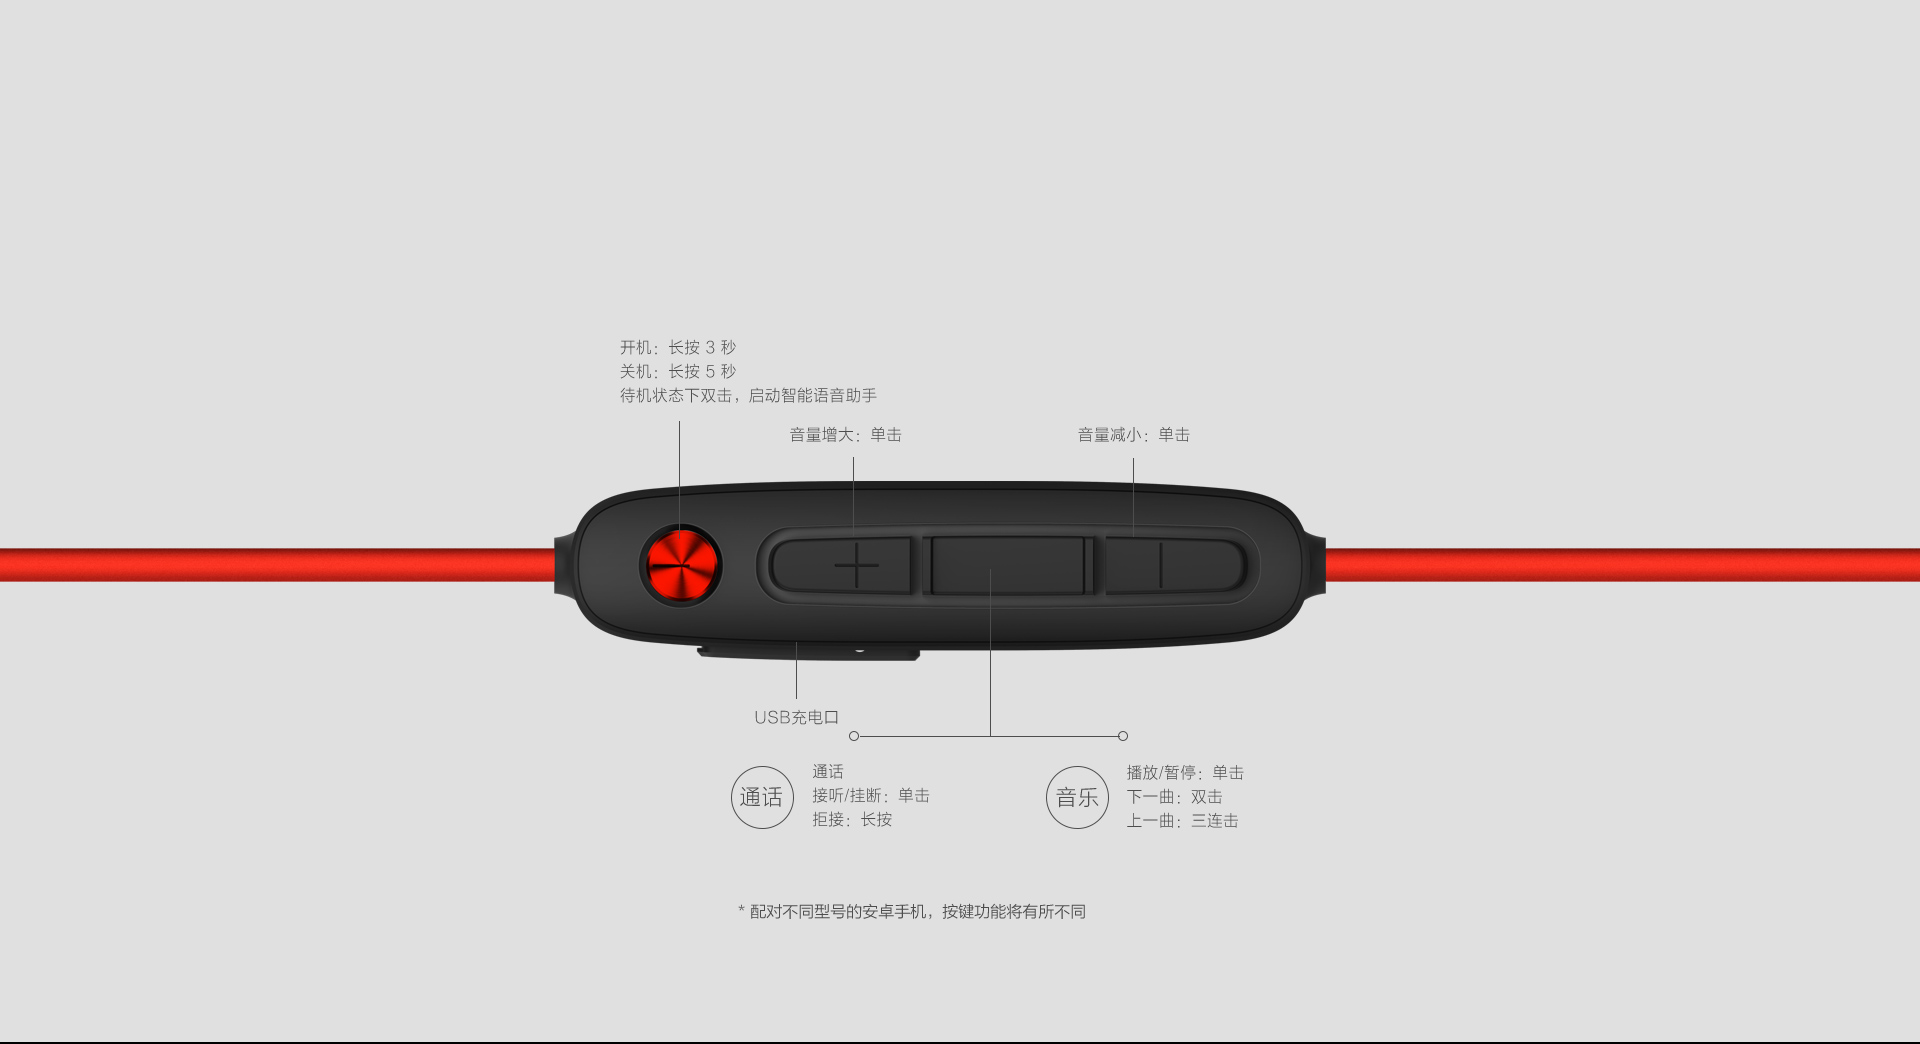 开机：长按 3 秒
关机：长按 5 秒
待机状态下双击，启动智能语音助手
音量增大：单击
音量减小：单击
USB充电口
通话
通话
接听/挂断：单击
拒接：长按
音乐
播放/暂停：单击
下一曲：双击
上一曲：三连击
* 配对不同型号的安卓手机，按键功能将有所不同